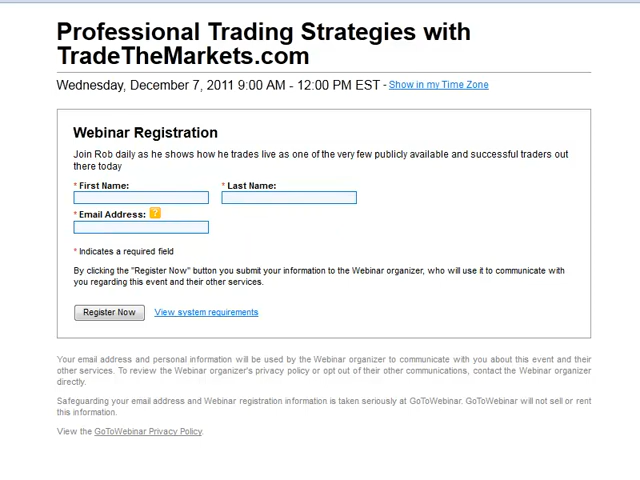 Professional Trading Strategies with
TradeTheMarkets.com
Wednesday, December 7, 2011 9:00 AM - 12:00 PM EST - Show in my Time Zone
Webinar Registration
Join Rob daily as he shows how he trades live as one of the very few publicly available and successful traders out
there today
* First Name: * Last Name:
* Email Address: ?
* Indicates a required field
By clicking the "Register Now" button you submit your information to the Webinar organizer, who will use it to communicate with
you regarding this event and their other services.
Register Now View system requirements
Your email address and personal information will be used by the Webinar organizer to communicate with you about this event and their
other services. To review the Webinar organizer's privacy policy or opt out of their other communications, contact the Webinar organizer
directly.
Safeguarding your email address and Webinar registration information is taken seriously at GoToWebinar. GoToWebinar will not sell or rent
this information.
View the GoToWebinar Privacy Policy.